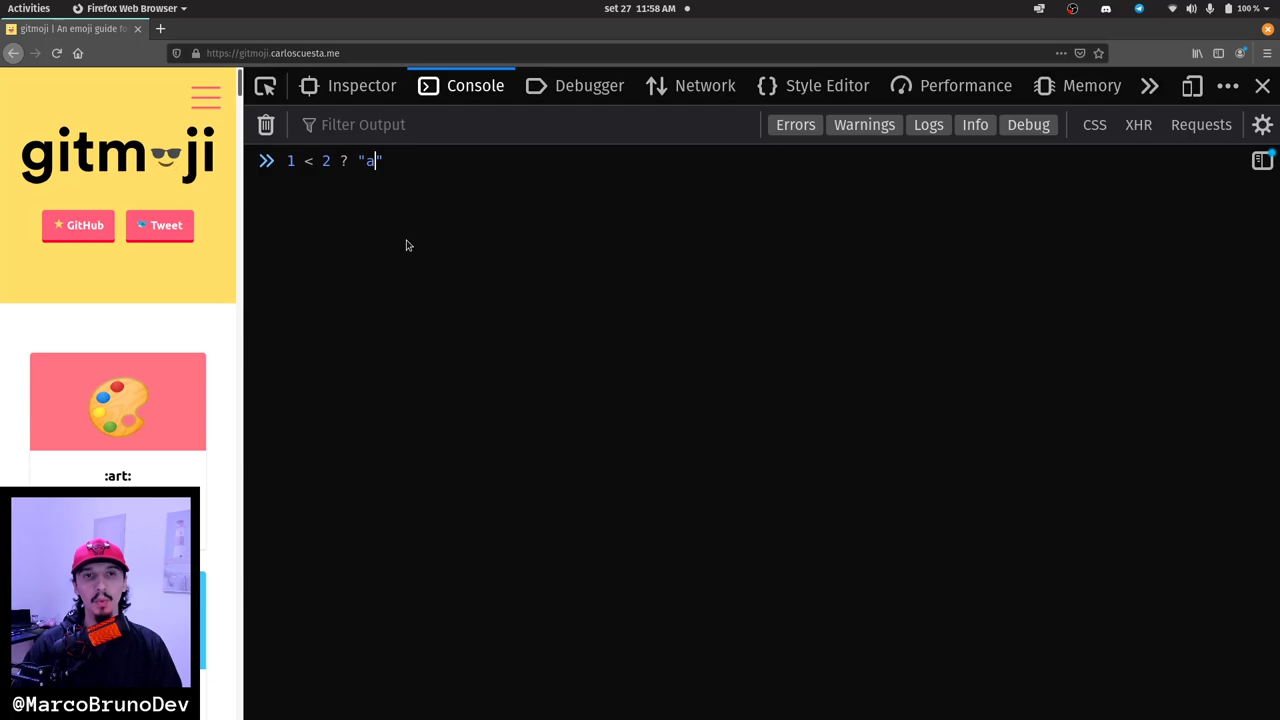 Activities
Firefox Web Browser
set 27 11:58 AM
100 %
gitmoji | An emoji guide fo
https://gitmoji.carloscuesta.me
Inspector
Console
Debugger
Network
Style Editor
Performance
Memory
Filter Output
Errors
Warnings
Logs
Info
Debug
CSS
XHR
Requests
1 < 2 ? "a"
gitmoji
GitHub
Tweet
:art:
@MarcoBrunoDev